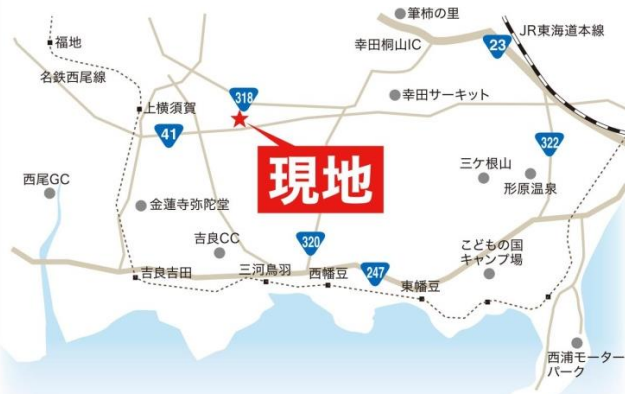 筆柿の里
JR東海道本線
福地
幸田桐山IC
23
名鉄西尾線
318
幸田サーキット
上横須賀
41
322
現地
三ケ根山
西尾GC
形原温泉
金蓮寺弥陀堂
吉良CC
320
こどもの国
キャンプ場
247
吉良吉田
三河鳥羽
西幡豆
東幡豆
西浦モーター
パーク